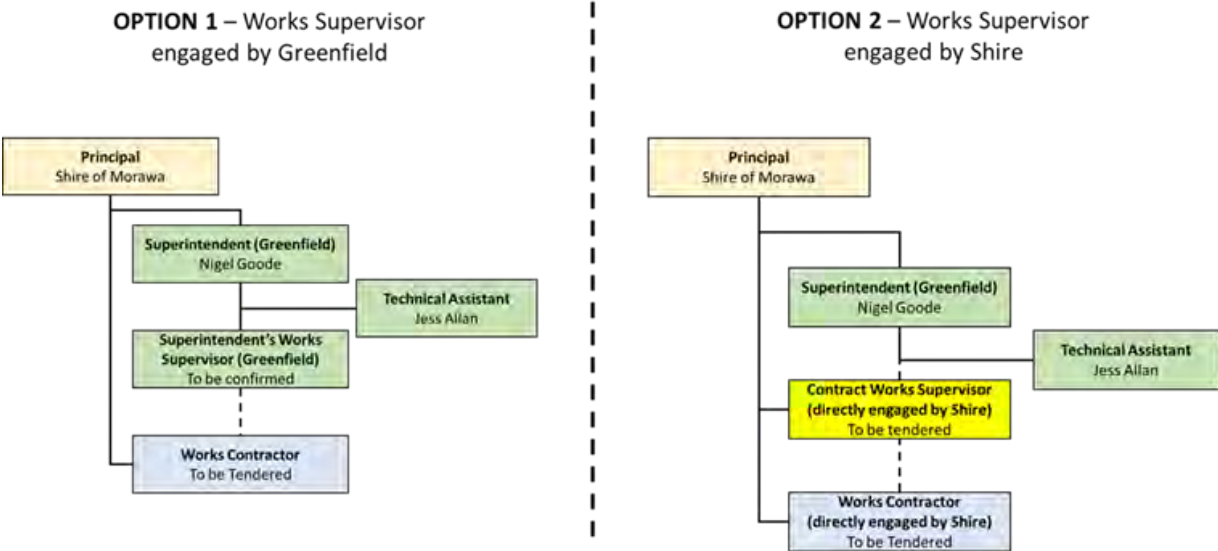 OPTION 1 – Works Supervisor
engaged by Greenfield
Principal
Shire of Morawa
Superintendent (Greenfield)
Nigel Goode
Technical Assistant
Jess Allan
Superintendent's Works
Supervisor (Greenfield)
To be confirmed
Works Contractor
To be Tendered
OPTION 2 – Works Supervisor
engaged by Shire
Principal
Shire of Morawa
Superintendent (Greenfield)
Nigel Goode
Technical Assistant
Jess Allan
Contract Works Supervisor
(directly engaged by Shire)
To be tendered
Works Contractor
(directly engaged by Shire)
To be Tendered